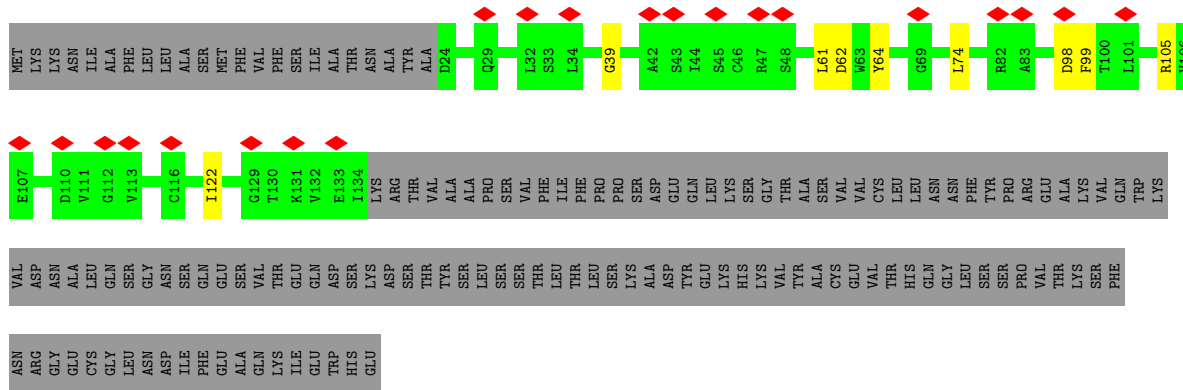 MET LYS LYS ASN ILE ALA PHE LEU LEU ALA SER MET PHE VAL PHE SER ILE ALA THR ASN ALA TYR ALA D24 Q29 L32 S33 L34 G39 A42 S43 I44 S45 C46 R47 S48 L61 D62 W63 Y64 G69 L74 R82 A83 D98 F99 T100 L101 R105
E107 D110 V111 G112 V113 C116 I122 G129 T130 K131 V132 E133 I134 LYS ARG THR VAL ALA ALA PRO SER VAL PHE ILE PHE PRO PRO SER ASP GLU GLN LEU LYS SER GLY THR ALA SER VAL VAL CYS LEU LEU ASN ASN PHE TYR PRO ARG GLU ALA LYS VAL GLN TRP LYS
VAL ASP ASN ALA LEU GLN SER GLY ASN SER GLN GLU SER VAL THR GLU GLN ASP SER LYS ASP SER THR TYR SER LEU SER SER THR LEU THR LEU SER LYS ALA ASP TYR GLU LYS HIS LYS VAL TYR ALA CYS GLU VAL THR HIS GLN GLY LEU SER SER PRO VAL THR LYS SER PHE
ASN ARG GLY GLU CYS GLY LEU ASN ASP ILE PHE GLU ALA GLN LYS ILE GLU TRP HIS GLU